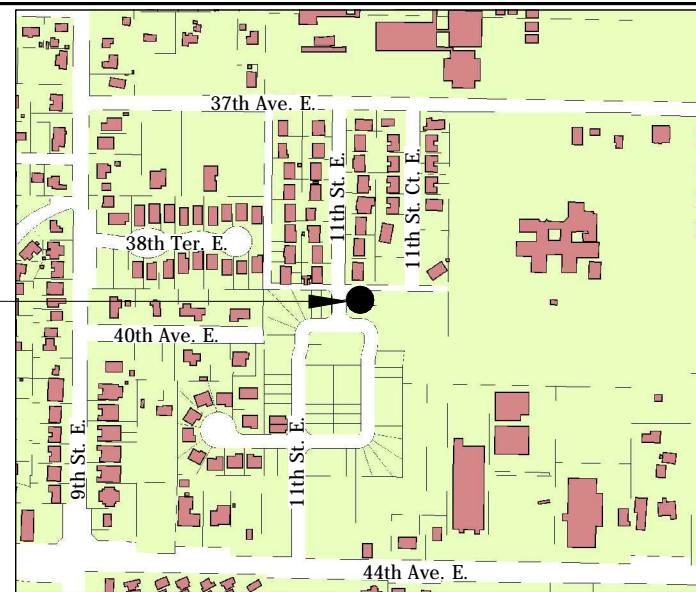 37th Ave. E.
11th St. E.
11th St. Ct. E.
38th Ter. E.
40th Ave. E.
9th St. E.
11th St. E.
44th Ave. E.